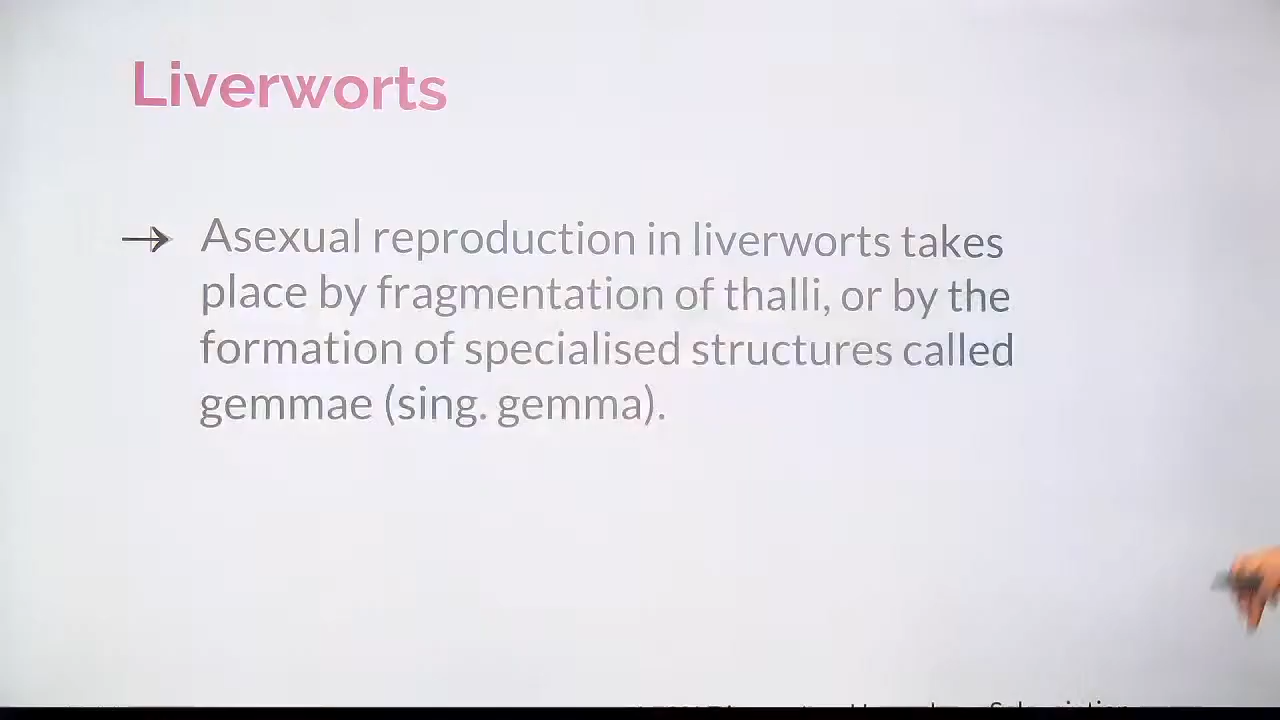 Liverworts
→ Asexual reproduction in liverworts takes
place by fragmentation of thalli, or by the
formation of specialised structures called
gemmae (sing. gemma).